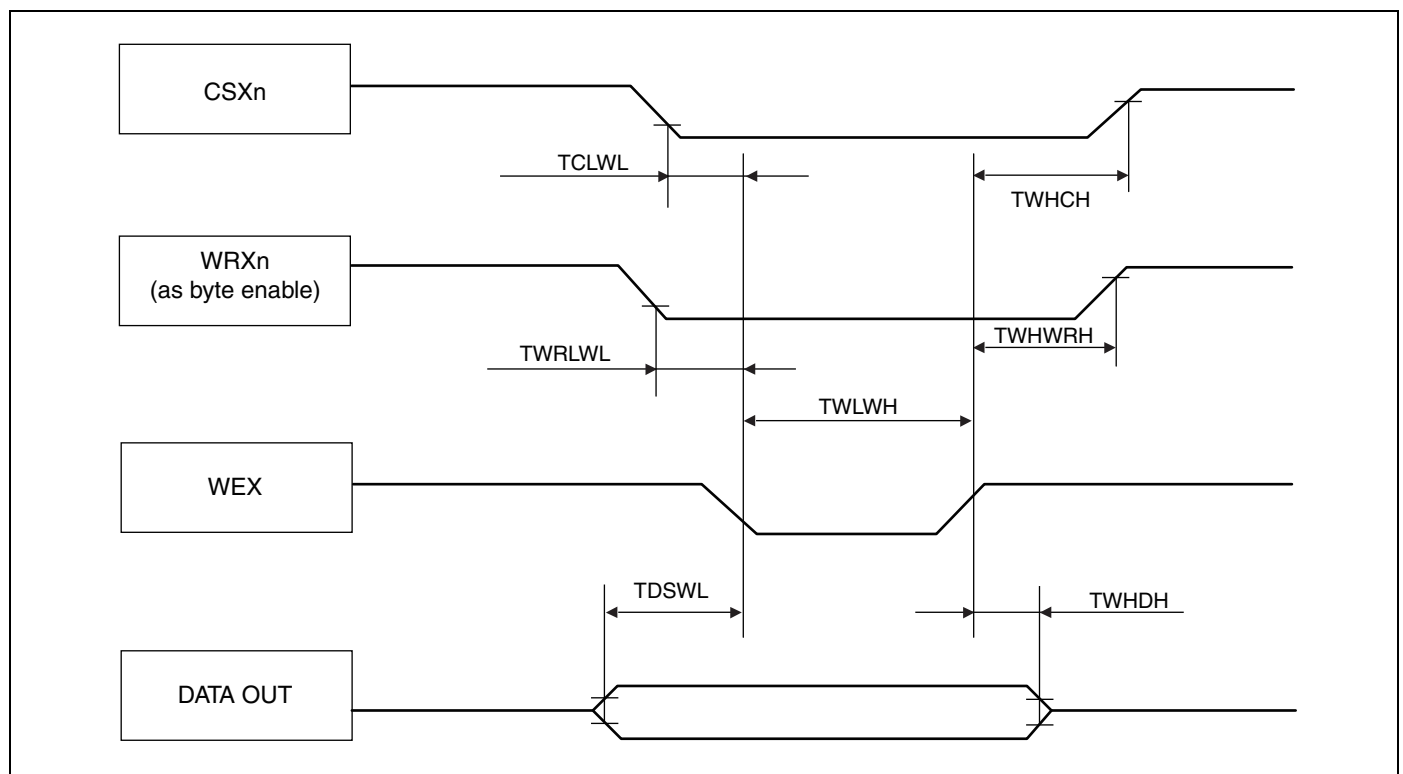 CSXn
TCLWL
TWHCH
WRXn
(as byte enable)
TWRLWL
TWHWRH
TWLWH
WEX
TDSWL
TWHDH
DATA OUT